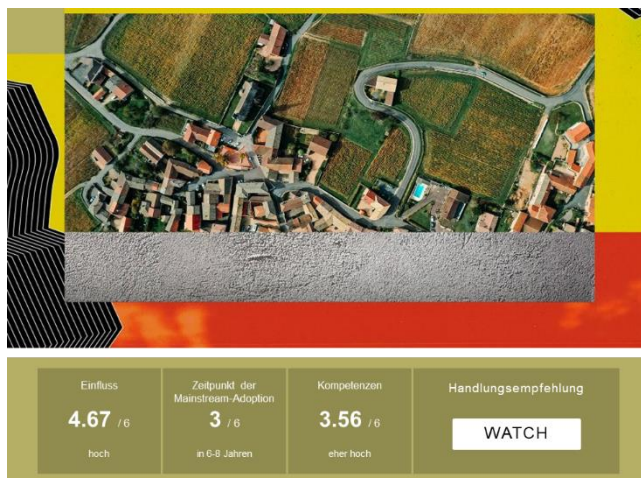 Einfluss
4.67 / 6
hoch
Zeitpunkt der
Mainstream-Adoption
3 / 6
in 6-8 Jahren
Kompetenzen
3.56 / 6
eher hoch
Handlungsempfehlung
WATCH